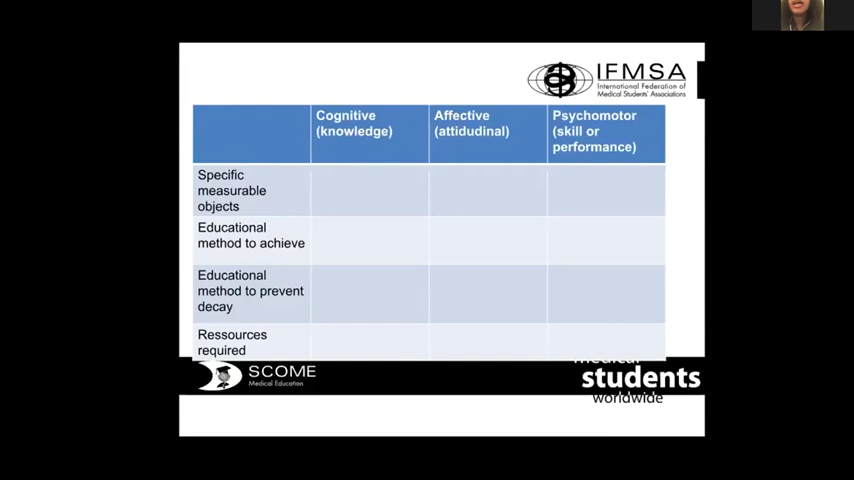 IFMSA
International Federation of
Medical Students' Associations
Cognitive
(knowledge)
Affective
(attidudinal)
Psychomotor
(skill or
performance)
Specific
measurable
objects
Educational
method to achieve
Educational
method to prevent
decay
Ressources
required
SCOME
Medical Education
medical
students
worldwide